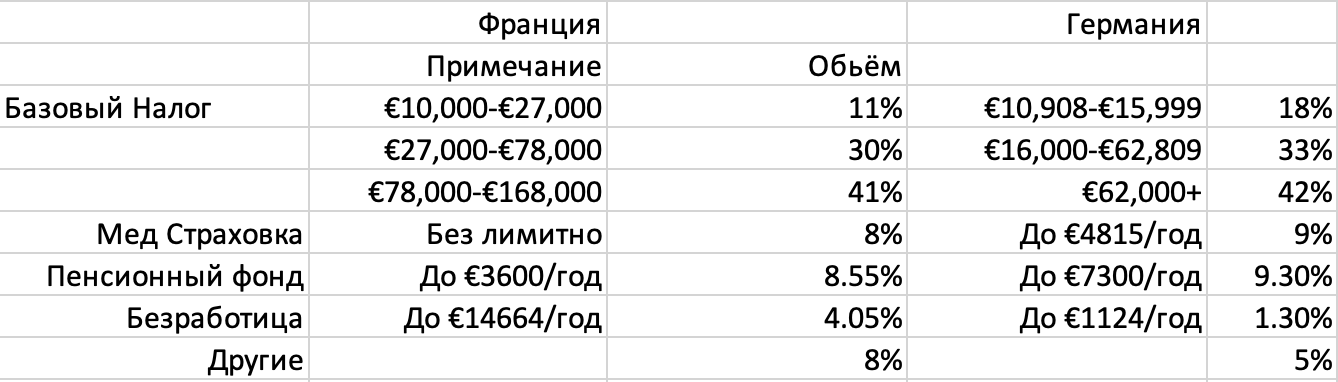 Франция Германия
Примечание Обьём
Базовый Налог €10,000-€27,000 11% €10,908-€15,999 18%
€27,000-€78,000 30% €16,000-€62,809 33%
€78,000-€168,000 41% €62,000+ 42%
Мед Страховка Без лимитно 8% До €4815/год 9%
Пенсионный фонд До €3600/год 8.55% До €7300/год 9.30%
Безработица До €14664/год 4.05% До €1124/год 1.30%
Другие 8% 5%